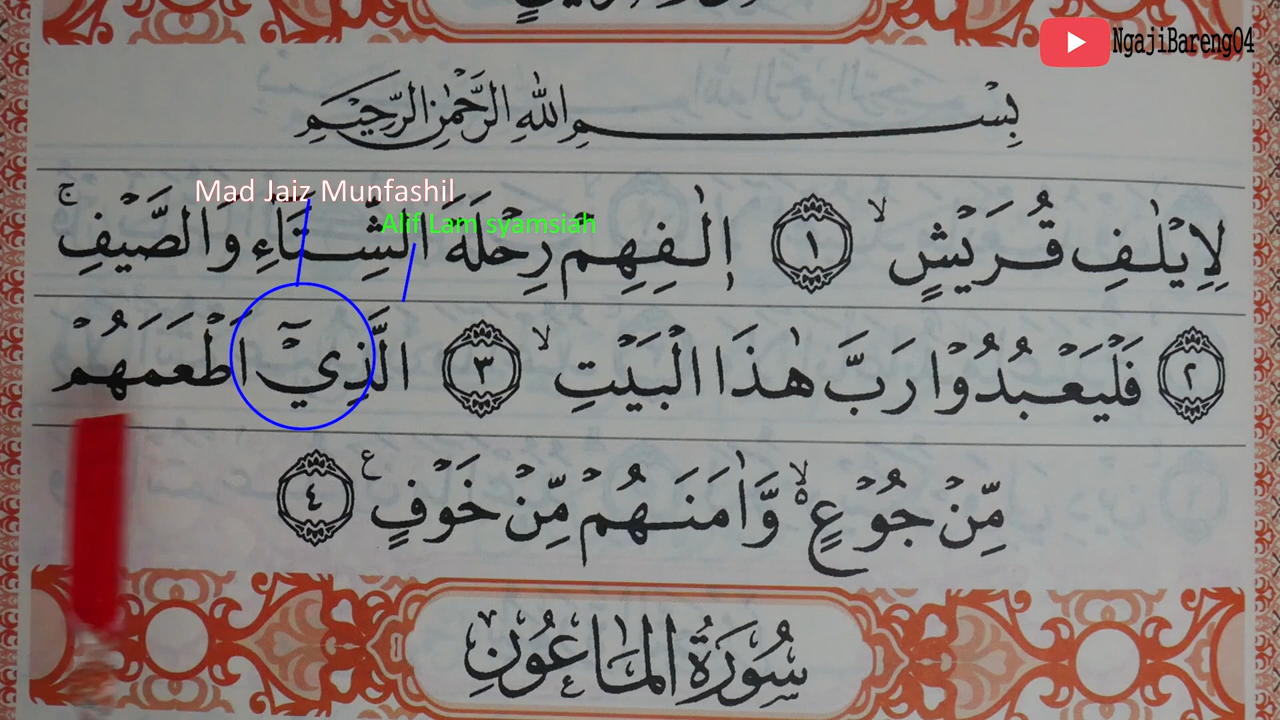 NgajiBareng04
بِسْمِ اللهِ الرَّحْمٰنِ الرَّحِيْمِ
Mad Jaiz Munfashil
Alif Lam syamsiah
لِاِيْلٰفِ قُرَيْشٍۙ ١ اٖلٰفِهِمْ رِحْلَةَ الشِّتَاۤءِ وَالصَّيْفِۚ
٢ فَلْيَعْبُدُوْا رَبَّ هٰذَا الْبَيْتِۙ ٣ الَّذِيْٓ اَطْعَمَهُمْ
مِّنْ جُوْعٍ ەۙ وَّاٰمَنَهُمْ مِّنْ خَوْفٍ ع ٤
سُوْرَةُ الْمَاعُوْنِ